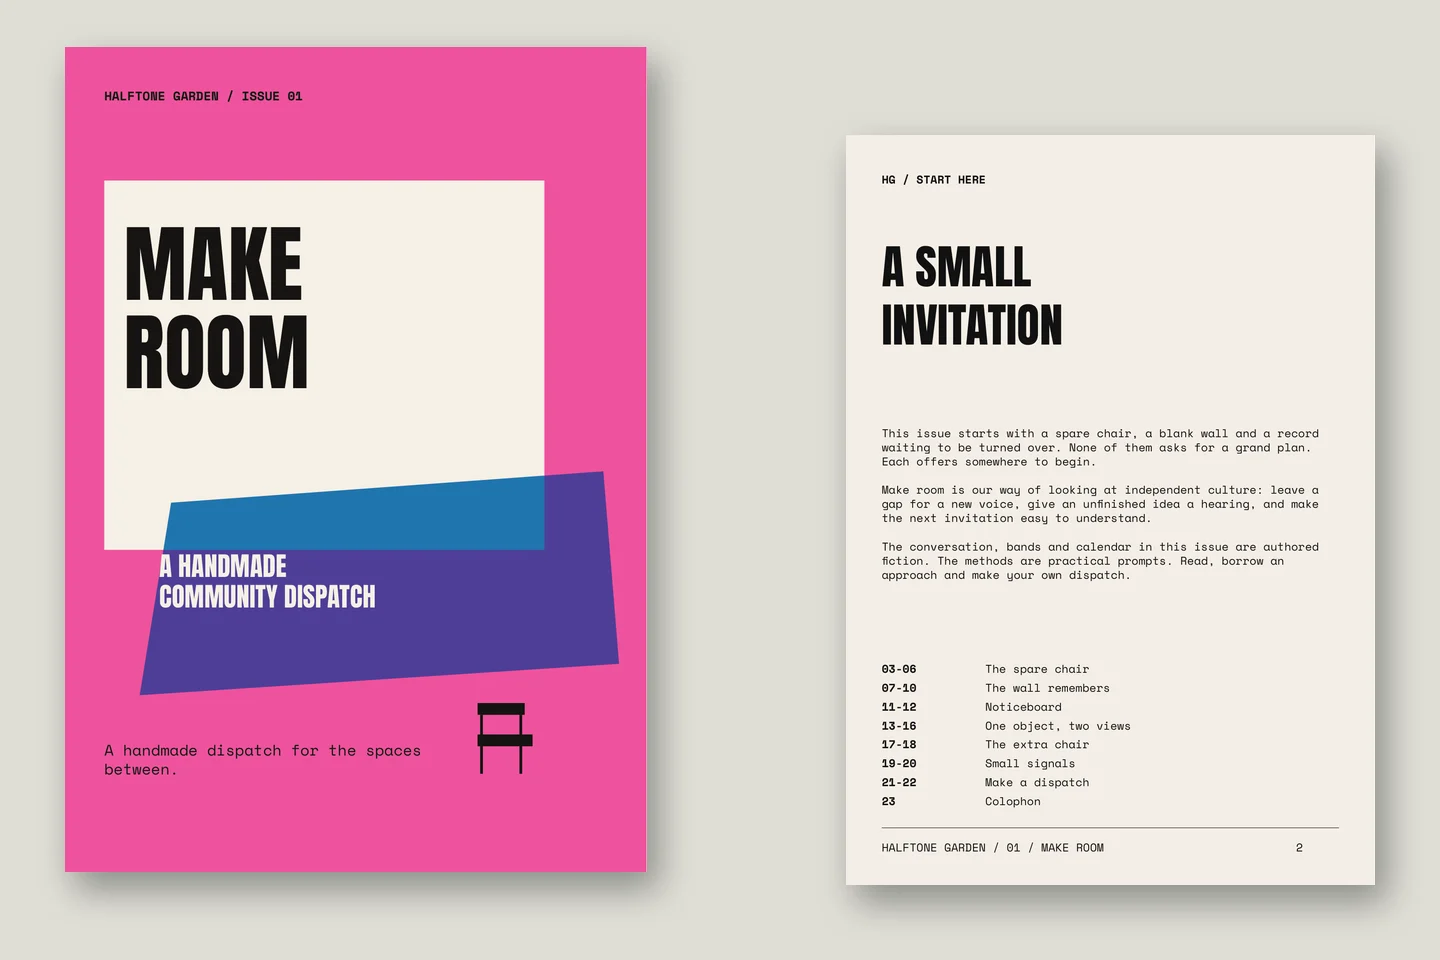 HALFTONE GARDEN / ISSUE 01
MAKE
ROOM
A HANDMADE
COMMUNITY DISPATCH
A handmade dispatch for the spaces
between.
HG / START HERE
A SMALL
INVITATION
This issue starts with a spare chair, a blank wall and a record
waiting to be turned over. None of them asks for a grand plan.
Each offers somewhere to begin.
Make room is our way of looking at independent culture: leave a
gap for a new voice, give an unfinished idea a hearing, and make
the next invitation easy to understand.
The conversation, bands and calendar in this issue are authored
fiction. The methods are practical prompts. Read, borrow an
approach and make your own dispatch.
03-06 The spare chair
07-10 The wall remembers
11-12 Noticeboard
13-16 One object, two views
17-18 The extra chair
19-20 Small signals
21-22 Make a dispatch
23 Colophon
HALFTONE GARDEN / 01 / MAKE ROOM 2